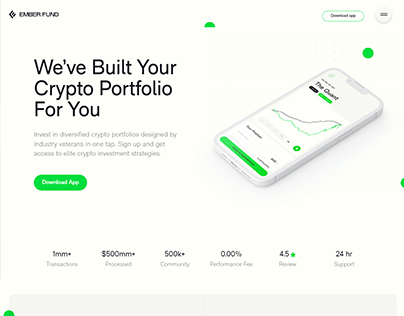 EMBER FUND
Download app
We've Built Your
Crypto Portfolio
For You
Invest in diversified crypto portfolios designed by
industry veterans in one tap. Sign up and get
access to elite crypto investment strategies.
Download App
The Quant
Your Position
1mm+
$500mm+
500k+
0.00%
4.5
24 hr
Transactions
Processed
Community
Performance Fee
Review
Support